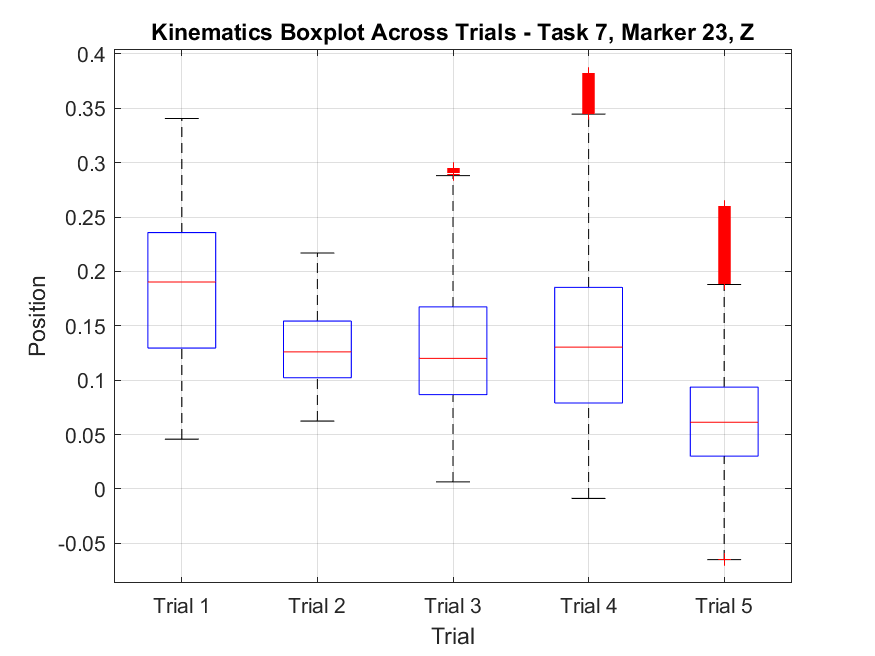 Kinematics Boxplot Across Trials - Task 7, Marker 23, Z
0.4
0.35
0.3
0.25
0.2
0.15
0.1
0.05
0
-0.05
Position
Trial 1 Trial 2 Trial 3 Trial 4 Trial 5
Trial